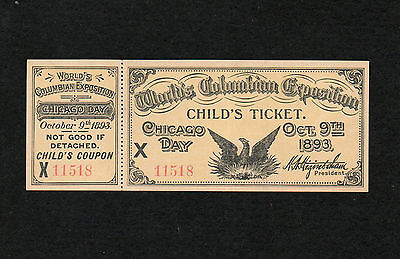 WORLD'S
COLUMBIAN EXPOSITION
CHICAGO DAY
October 9th 1893.
NOT GOOD IF
DETACHED.
CHILD'S COUPON
X 11518
World's Columbian Exposition
CHILD'S TICKET.
CHICAGO DAY
OCT. 9TH 1893.
X
11518
H.N. Higinbotham
President.